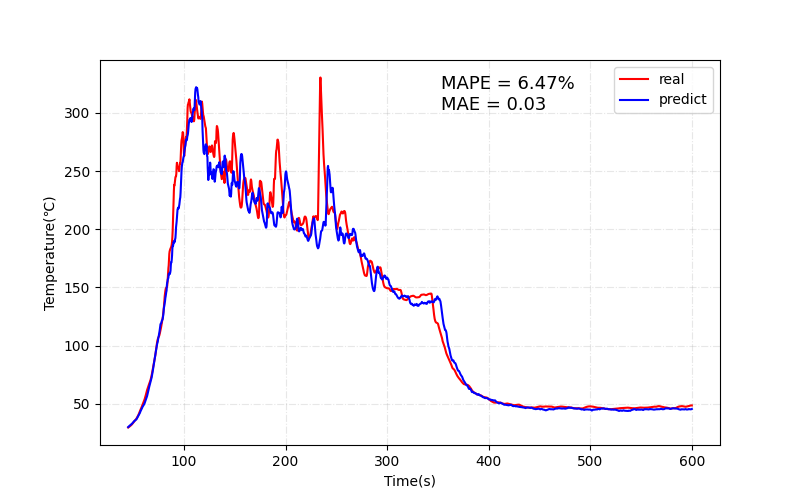 MAPE = 6.47%
MAE = 0.03
real
predict
300
250
200
150
100
50
Temperature(℃)
100 200 300 400 500 600
Time(s)